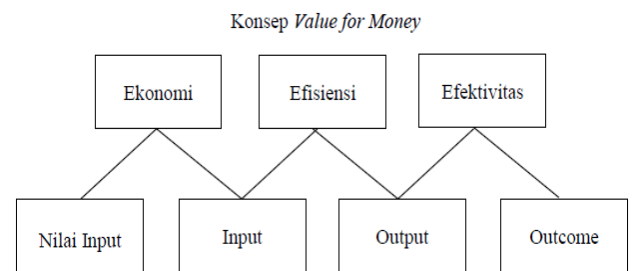 Konsep Value for Money
Ekonomi
Efisiensi
Efektivitas
Nilai Input
Input
Output
Outcome